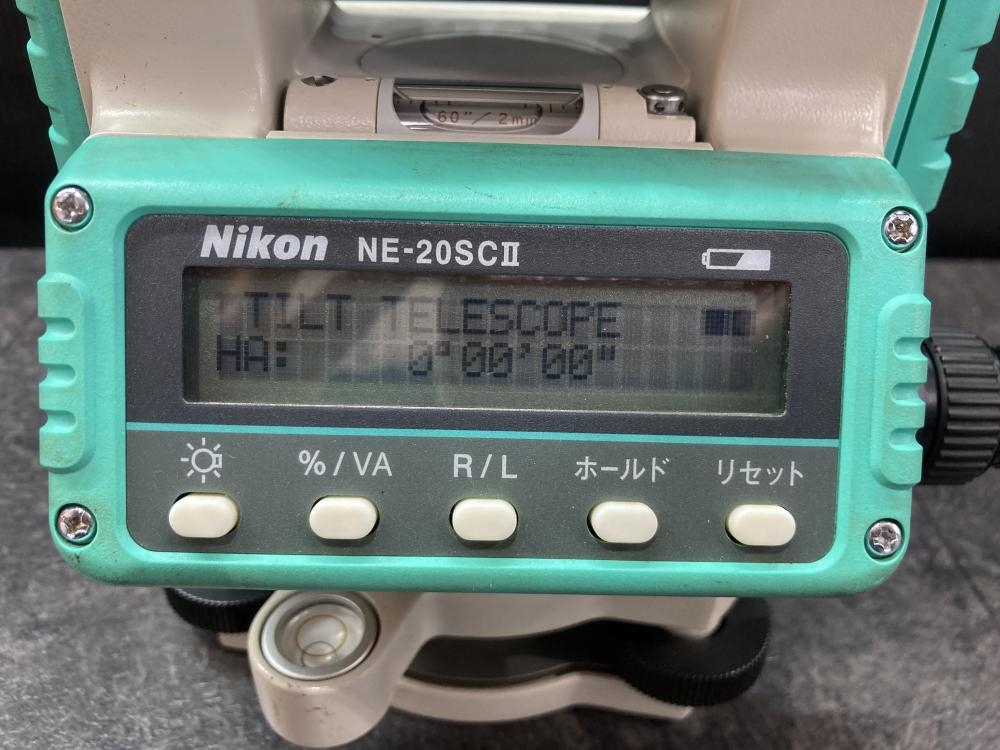 60"/2mm
Nikon NE-20SCⅡ
TILT TELESCOPE
HA: 0°00'00"
%/VA R/L ホールド リセット